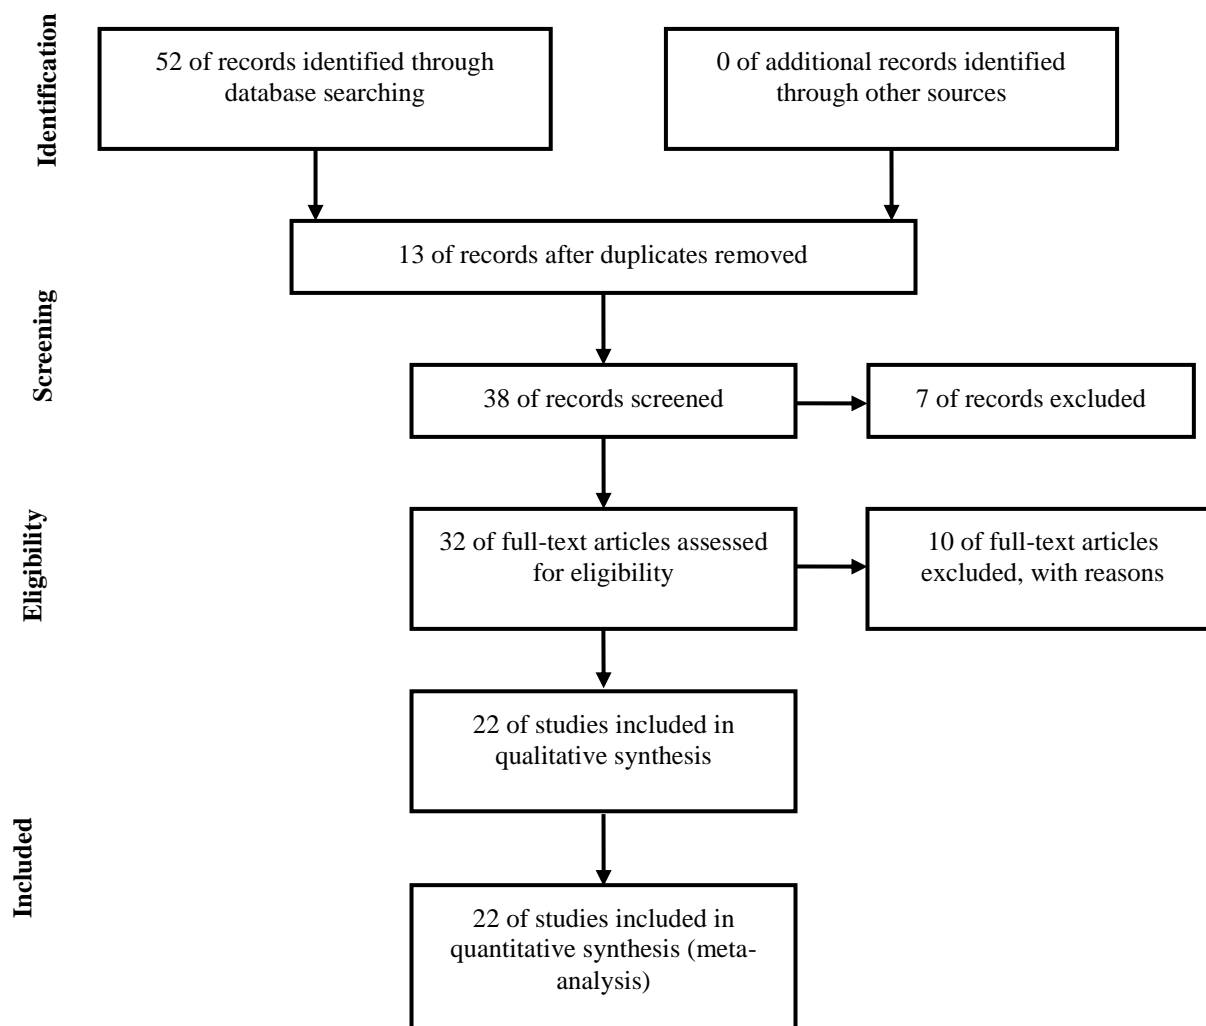 Identification
52 of records identified through
database searching
0 of additional records identified
through other sources
13 of records after duplicates removed
Screening
38 of records screened
7 of records excluded
Eligibility
32 of full-text articles assessed
for eligibility
10 of full-text articles
excluded, with reasons
22 of studies included in
qualitative synthesis
Included
22 of studies included in
quantitative synthesis (meta-
analysis)